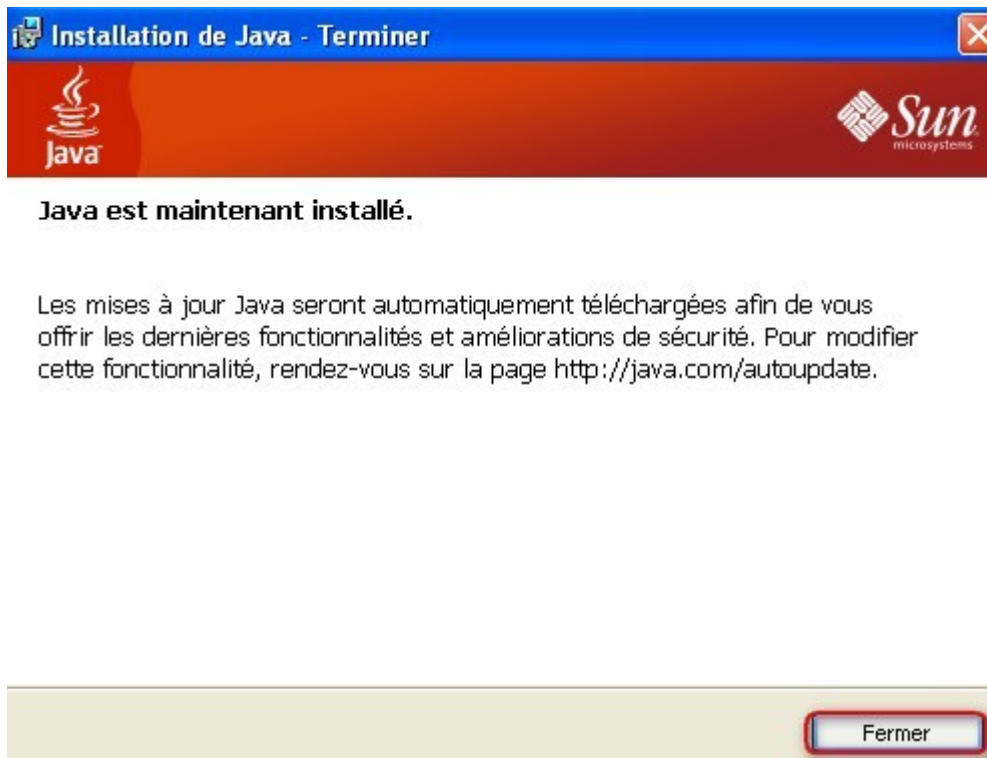 Installation de Java - Terminer
Java
Sun
microsystems
Java est maintenant installé.
Les mises à jour Java seront automatiquement téléchargées afin de vous
offrir les dernières fonctionnalités et améliorations de sécurité. Pour modifier
cette fonctionnalité, rendez-vous sur la page http://java.com/autoupdate.
Fermer